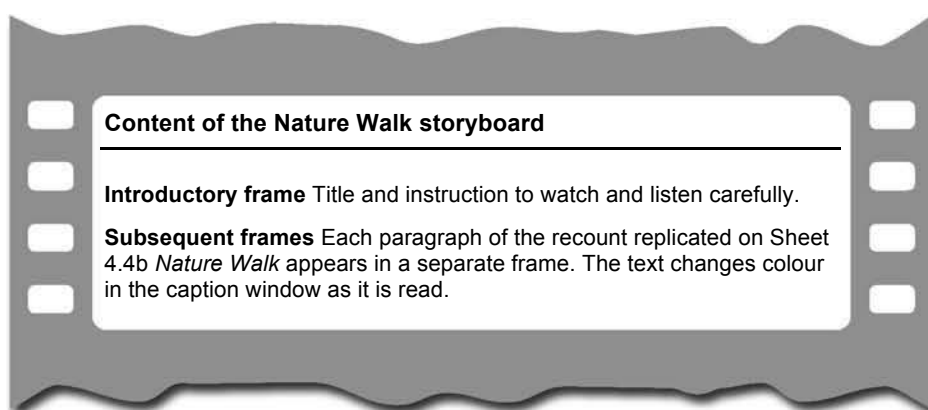 Content of the Nature Walk storyboard
Introductory frame Title and instruction to watch and listen carefully.
Subsequent frames Each paragraph of the recount replicated on Sheet
4.4b Nature Walk appears in a separate frame. The text changes colour
in the caption window as it is read.